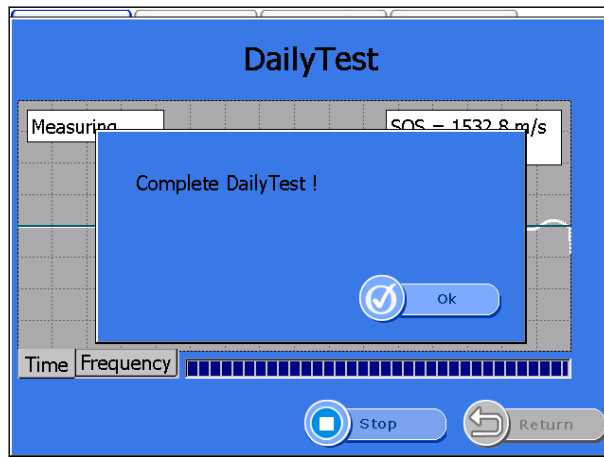 DailyTest
Measuring
SOS = 1532.8 m/s
Complete DailyTest !
Ok
Time
Frequency
Stop
Return